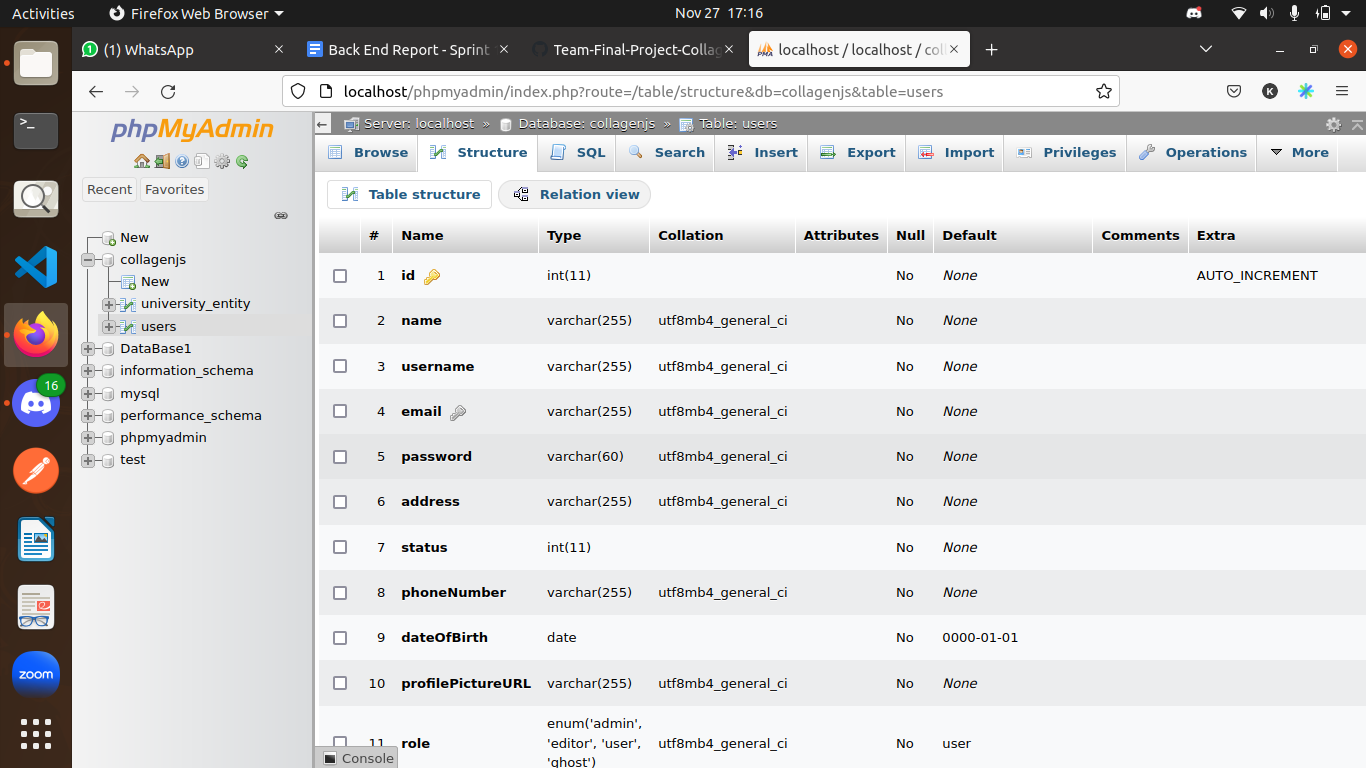 Activities Firefox Web Browser Nov 27 17:16
(1) WhatsApp Back End Report - Sprint Team-Final-Project-Collag localhost / localhost / coll
localhost/phpmyadmin/index.php?route=/table/structure&db=collagenjs&table=users K
phpMyAdmin
Recent Favorites
New
collagenjs
New
university_entity
users
DataBase1
information_schema
mysql
performance_schema
phpmyadmin
test
16
zoom
Server: localhost » Database: collagenjs » Table: users
Browse Structure SQL Search Insert Export Import Privileges Operations More
Table structure Relation view
# Name Type Collation Attributes Null Default Comments Extra
1 id int(11) No None AUTO_INCREMENT
2 name varchar(255) utf8mb4_general_ci No None
3 username varchar(255) utf8mb4_general_ci No None
4 email varchar(255) utf8mb4_general_ci No None
5 password varchar(60) utf8mb4_general_ci No None
6 address varchar(255) utf8mb4_general_ci No None
7 status int(11) No None
8 phoneNumber varchar(255) utf8mb4_general_ci No None
9 dateOfBirth date No 0000-01-01
10 profilePictureURL varchar(255) utf8mb4_general_ci No None
enum('admin',
11 role 'editor', 'user', utf8mb4_general_ci No user
'ghost')
Console